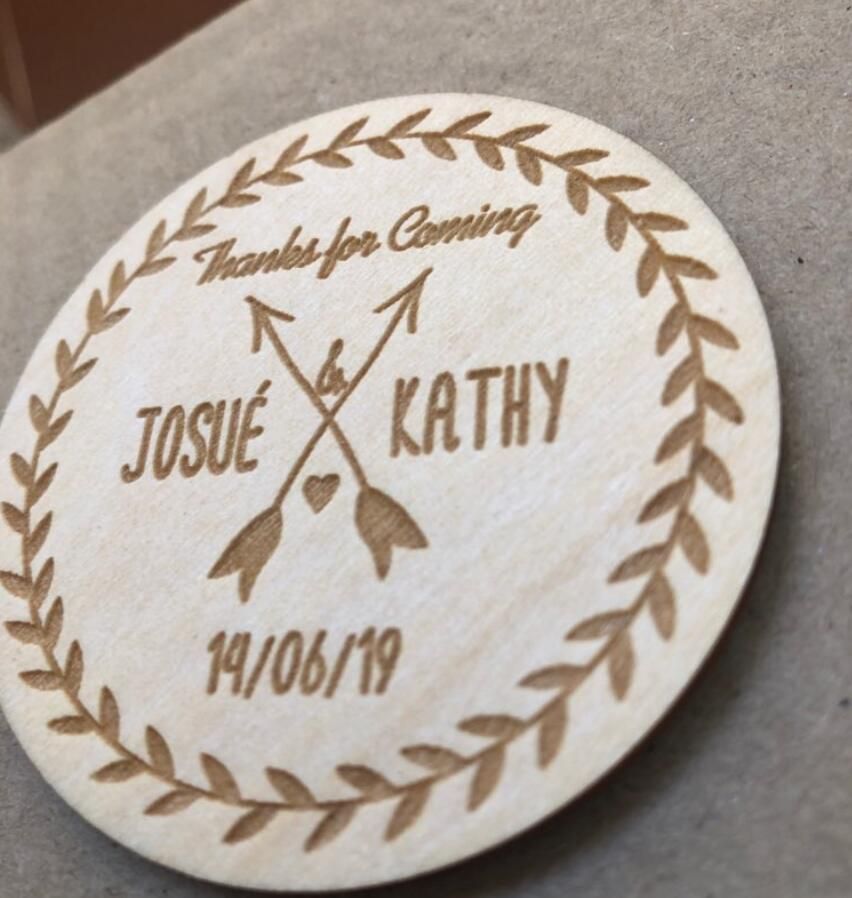 Thanks for Coming
&
JOSUÉ KATHY
14/06/19